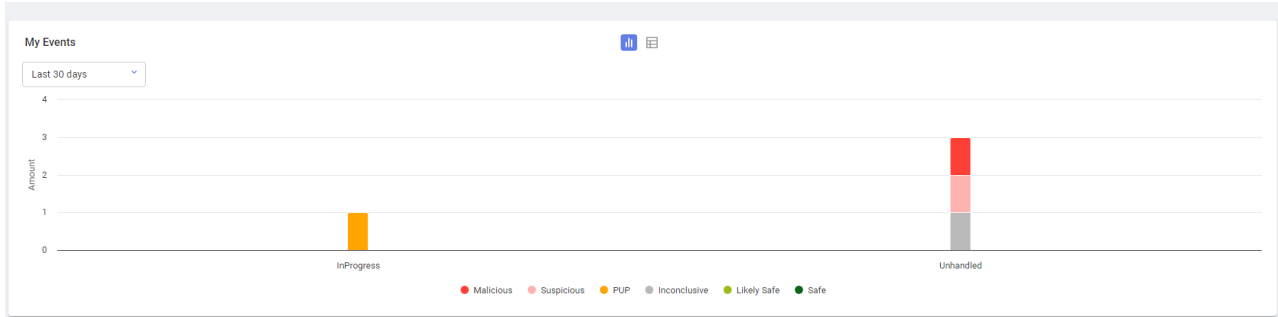 My Events
Last 30 days
4
3
2
1
0
Amount
InProgress
Unhandled
Malicious Suspicious PUP Inconclusive Likely Safe Safe